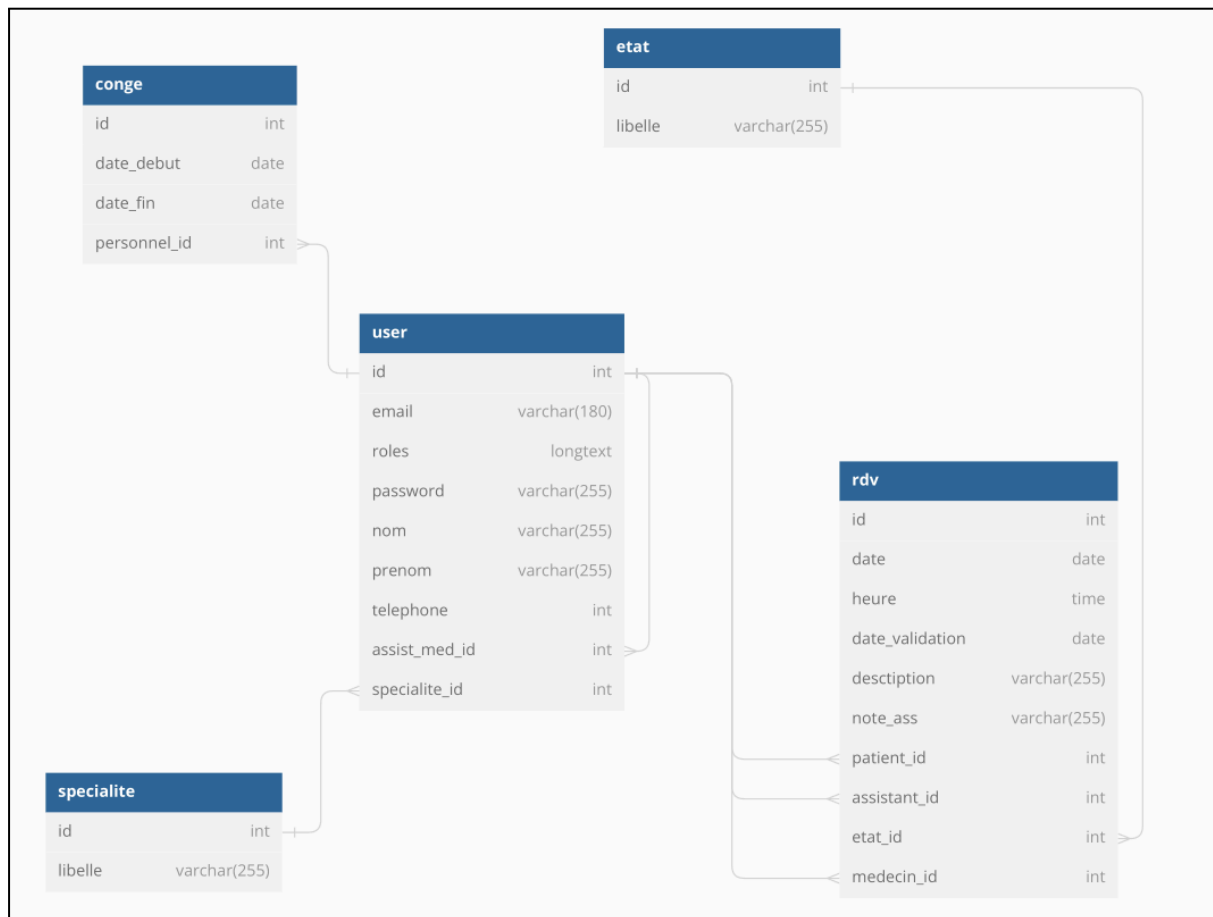 conge
id int
date_debut date
date_fin date
personnel_id int
etat
id int
libelle varchar(255)
user
id int
email varchar(180)
roles longtext
password varchar(255)
nom varchar(255)
prenom varchar(255)
telephone int
assist_med_id int
specialite_id int
rdv
id int
date date
heure time
date_validation date
desctiption varchar(255)
note_ass varchar(255)
patient_id int
assistant_id int
etat_id int
medecin_id int
specialite
id int
libelle varchar(255)